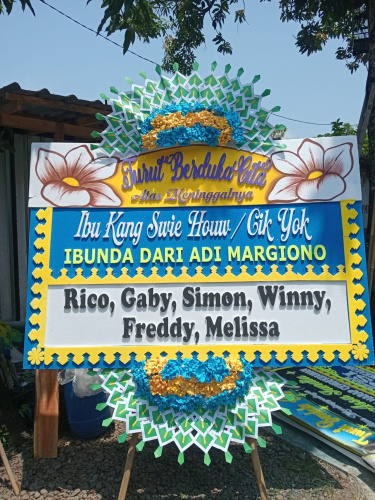 Turut Berduka Cita
Atas Meninggalnya
Ibu Kang Swie Houw / Cik Yok
IBUNDA DARI ADI MARGIONO
Rico, Gaby, Simon, Winny,
Freddy, Melissa